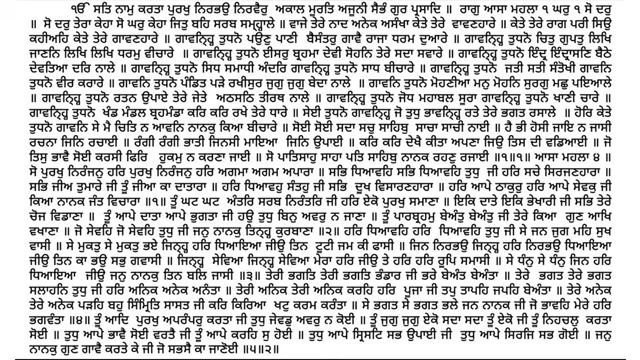 ੴ ਸਤਿ ਨਾਮੁ ਕਰਤਾ ਪੁਰਖੁ ਨਿਰਭਉ ਨਿਰਵੈਰੁ ਅਕਾਲ ਮੂਰਤਿ ਅਜੂਨੀ ਸੈਭੰ ਗੁਰ ਪ੍ਰਸਾਦਿ ॥ ਰਾਗੁ ਆਸਾ ਮਹਲਾ ੧ ਘਰੁ ੧ ਸੋ ਦਰੁ
॥ ਸੋ ਦਰੁ ਤੇਰਾ ਕੇਹਾ ਸੋ ਘਰੁ ਕੇਹਾ ਜਿਤੁ ਬਹਿ ਸਰਬ ਸਮ੍ਹਾਲੇ ॥ ਵਾਜੇ ਤੇਰੇ ਨਾਦ ਅਨੇਕ ਅਸੰਖਾ ਕੇਤੇ ਤੇਰੇ ਵਾਵਣਹਾਰੇ ॥ ਕੇਤੇ ਤੇਰੇ ਰਾਗ ਪਰੀ ਸਿਉ
ਕਹੀਅਹਿ ਕੇਤੇ ਤੇਰੇ ਗਾਵਣਹਾਰੇ ॥ ਗਾਵਨ੍ਹਿ ਤੁਧਨੋ ਪਉਣੁ ਪਾਣੀ ਬੈਸੰਤਰੁ ਗਾਵੈ ਰਾਜਾ ਧਰਮ ਦੁਆਰੇ ॥ ਗਾਵਨ੍ਹਿ ਤੁਧਨੋ ਚਿਤੁ ਗੁਪਤੁ ਲਿਖਿ
ਜਾਣਨਿ ਲਿਖਿ ਲਿਖਿ ਧਰਮੁ ਵੀਚਾਰੇ ॥ ਗਾਵਨ੍ਹਿ ਤੁਧਨੋ ਈਸਰੁ ਬ੍ਰਹਮਾ ਦੇਵੀ ਸੋਹਨਿ ਤੇਰੇ ਸਦਾ ਸਵਾਰੇ ॥ ਗਾਵਨ੍ਹਿ ਤੁਧਨੋ ਇੰਦ੍ਰ ਇੰਦ੍ਰਾਸਣਿ ਬੈਠੇ
ਦੇਵਤਿਆ ਦਰਿ ਨਾਲੇ ॥ ਗਾਵਨ੍ਹਿ ਤੁਧਨੋ ਸਿਧ ਸਮਾਧੀ ਅੰਦਰਿ ਗਾਵਨ੍ਹਿ ਤੁਧਨੋ ਸਾਧ ਬੀਚਾਰੇ ॥ ਗਾਵਨ੍ਹਿ ਤੁਧਨੋ ਜਤੀ ਸਤੀ ਸੰਤੋਖੀ ਗਾਵਨਿ
ਤੁਧਨੋ ਵੀਰ ਕਰਾਰੇ ॥ ਗਾਵਨਿ ਤੁਧਨੋ ਪੰਡਿਤ ਪੜੇ ਰਖੀਸੁਰ ਜੁਗੁ ਜੁਗੁ ਬੇਦਾ ਨਾਲੇ ॥ ਗਾਵਨਿ ਤੁਧਨੋ ਮੋਹਣੀਆ ਮਨੁ ਮੋਹਨਿ ਸੁਰਗੁ ਮਛੁ ਪਇਆਲੇ
॥ ਗਾਵਨ੍ਹਿ ਤੁਧਨੋ ਰਤਨ ਉਪਾਏ ਤੇਰੇ ਜੇਤੇ ਅਠਸਠਿ ਤੀਰਥ ਨਾਲੇ ॥ ਗਾਵਨ੍ਹਿ ਤੁਧਨੋ ਜੋਧ ਮਹਾਬਲ ਸੂਰਾ ਗਾਵਨ੍ਹਿ ਤੁਧਨੋ ਖਾਣੀ ਚਾਰੇ ॥
ਗਾਵਨ੍ਹਿ ਤੁਧਨੋ ਖੰਡ ਮੰਡਲ ਬ੍ਰਹਮੰਡਾ ਕਰਿ ਕਰਿ ਰਖੇ ਤੇਰੇ ਧਾਰੇ ॥ ਸੇਈ ਤੁਧਨੋ ਗਾਵਨ੍ਹਿ ਜੋ ਤੁਧੁ ਭਾਵਨ੍ਹਿ ਰਤੇ ਤੇਰੇ ਭਗਤ ਰਸਾਲੇ ॥ ਹੋਰਿ ਕੇਤੇ
ਤੁਧਨੋ ਗਾਵਨਿ ਸੇ ਮੈ ਚਿਤਿ ਨ ਆਵਨਿ ਨਾਨਕੁ ਕਿਆ ਬੀਚਾਰੇ ॥ ਸੋਈ ਸੋਈ ਸਦਾ ਸਚੁ ਸਾਹਿਬੁ ਸਾਚਾ ਸਾਚੀ ਨਾਈ ॥ ਹੈ ਭੀ ਹੋਸੀ ਜਾਇ ਨ ਜਾਸੀ
ਰਚਨਾ ਜਿਨਿ ਰਚਾਈ ॥ ਰੰਗੀ ਰੰਗੀ ਭਾਤੀ ਜਿਨਸੀ ਮਾਇਆ ਜਿਨਿ ਉਪਾਈ ॥ ਕਰਿ ਕਰਿ ਦੇਖੈ ਕੀਤਾ ਅਪਣਾ ਜਿਉ ਤਿਸ ਦੀ ਵਡਿਆਈ ॥ ਜੋ
ਤਿਸੁ ਭਾਵੈ ਸੋਈ ਕਰਸੀ ਫਿਰਿ ਹੁਕਮੁ ਨ ਕਰਣਾ ਜਾਈ ॥ ਸੋ ਪਾਤਿਸਾਹੁ ਸਾਹਾ ਪਤਿ ਸਾਹਿਬੁ ਨਾਨਕ ਰਹਣੁ ਰਜਾਈ ॥੧॥੧॥ ਆਸਾ ਮਹਲਾ ੪ ॥
ਸੋ ਪੁਰਖੁ ਨਿਰੰਜਨੁ ਹਰਿ ਪੁਰਖੁ ਨਿਰੰਜਨੁ ਹਰਿ ਅਗਮਾ ਅਗਮ ਅਪਾਰਾ ॥ ਸਭਿ ਧਿਆਵਹਿ ਸਭਿ ਧਿਆਵਹਿ ਤੁਧੁ ਜੀ ਹਰਿ ਸਚੇ ਸਿਰਜਣਹਾਰਾ ॥
ਸਭਿ ਜੀਅ ਤੁਮਾਰੇ ਜੀ ਤੂੰ ਜੀਆ ਕਾ ਦਾਤਾਰਾ ॥ ਹਰਿ ਧਿਆਵਹੁ ਸੰਤਹੁ ਜੀ ਸਭਿ ਦੂਖ ਵਿਸਾਰਣਹਾਰਾ ॥ ਹਰਿ ਆਪੇ ਠਾਕੁਰੁ ਹਰਿ ਆਪੇ ਸੇਵਕੁ ਜੀ
ਕਿਆ ਨਾਨਕ ਜੰਤ ਵਿਚਾਰਾ ॥੧॥ ਤੂੰ ਘਟ ਘਟ ਅੰਤਰਿ ਸਰਬ ਨਿਰੰਤਰਿ ਜੀ ਹਰਿ ਏਕੋ ਪੁਰਖੁ ਸਮਾਣਾ ॥ ਇਕਿ ਦਾਤੇ ਇਕਿ ਭੇਖਾਰੀ ਜੀ ਸਭਿ ਤੇਰੇ
ਚੋਜ ਵਿਡਾਣਾ ॥ ਤੂੰ ਆਪੇ ਦਾਤਾ ਆਪੇ ਭੁਗਤਾ ਜੀ ਹਉ ਤੁਧੁ ਬਿਨੁ ਅਵਰੁ ਨ ਜਾਣਾ ॥ ਤੂੰ ਪਾਰਬ੍ਰਹਮੁ ਬੇਅੰਤੁ ਬੇਅੰਤੁ ਜੀ ਤੇਰੇ ਕਿਆ ਗੁਣ ਆਖਿ
ਵਖਾਣਾ ॥ ਜੋ ਸੇਵਹਿ ਜੋ ਸੇਵਹਿ ਤੁਧੁ ਜੀ ਜਨੁ ਨਾਨਕੁ ਤਿਨ੍ਹ ਕੁਰਬਾਣਾ ॥੨॥ ਹਰਿ ਧਿਆਵਹਿ ਹਰਿ ਧਿਆਵਹਿ ਤੁਧੁ ਜੀ ਸੇ ਜਨ ਜੁਗ ਮਹਿ ਸੁਖ
ਵਾਸੀ ॥ ਸੇ ਮੁਕਤੁ ਸੇ ਮੁਕਤੁ ਭਏ ਜਿਨ੍ਹ ਹਰਿ ਧਿਆਇਆ ਜੀਉ ਤਿਨ ਟੂਟੀ ਜਮ ਕੀ ਫਾਸੀ ॥ ਜਿਨ ਨਿਰਭਉ ਜਿਨ੍ਹ ਹਰਿ ਨਿਰਭਉ ਧਿਆਇਆ
ਜੀਉ ਤਿਨ ਕਾ ਭਉ ਸਭੁ ਗਵਾਸੀ ॥ ਜਿਨ੍ਹ ਸੇਵਿਆ ਜਿਨ੍ਹ ਸੇਵਿਆ ਮੇਰਾ ਹਰਿ ਜੀਉ ਤੇ ਹਰਿ ਹਰਿ ਰੂਪਿ ਸਮਾਸੀ ॥ ਸੇ ਧੰਨੁ ਸੇ ਧੰਨੁ ਜਿਨ ਹਰਿ
ਧਿਆਇਆ ਜੀਉ ਜਨੁ ਨਾਨਕੁ ਤਿਨ ਬਲਿ ਜਾਸੀ ॥੩॥ ਤੇਰੀ ਭਗਤਿ ਤੇਰੀ ਭਗਤਿ ਭੰਡਾਰ ਜੀ ਭਰੇ ਬੇਅੰਤ ਬੇਅੰਤਾ ॥ ਤੇਰੇ ਭਗਤ ਤੇਰੇ ਭਗਤ
ਸਲਾਹਨਿ ਤੁਧੁ ਜੀ ਹਰਿ ਅਨਿਕ ਅਨੇਕ ਅਨੰਤਾ ॥ ਤੇਰੀ ਅਨਿਕ ਤੇਰੀ ਅਨਿਕ ਕਰਹਿ ਹਰਿ ਪੂਜਾ ਜੀ ਤਪੁ ਤਾਪਹਿ ਜਪਹਿ ਬੇਅੰਤਾ ॥ ਤੇਰੇ ਅਨੇਕ
ਤੇਰੇ ਅਨੇਕ ਪੜਹਿ ਬਹੁ ਸਿੰਮ੍ਰਿਤਿ ਸਾਸਤ ਜੀ ਕਰਿ ਕਿਰਿਆ ਖਟੁ ਕਰਮ ਕਰੰਤਾ ॥ ਸੇ ਭਗਤ ਸੇ ਭਗਤ ਭਲੇ ਜਨ ਨਾਨਕ ਜੀ ਜੋ ਭਾਵਹਿ ਮੇਰੇ ਹਰਿ
ਭਗਵੰਤਾ ॥੪॥ ਤੂੰ ਆਦਿ ਪੁਰਖੁ ਅਪਰੰਪਰੁ ਕਰਤਾ ਜੀ ਤੁਧੁ ਜੇਵਡੁ ਅਵਰੁ ਨ ਕੋਈ ॥ ਤੂੰ ਜੁਗੁ ਜੁਗੁ ਏਕੋ ਸਦਾ ਸਦਾ ਤੂੰ ਏਕੋ ਜੀ ਤੂੰ ਨਿਹਚਲੁ ਕਰਤਾ
ਸੋਈ ॥ ਤੁਧੁ ਆਪੇ ਭਾਵੈ ਸੋਈ ਵਰਤੈ ਜੀ ਤੂੰ ਆਪੇ ਕਰਹਿ ਸੁ ਹੋਈ ॥ ਤੁਧੁ ਆਪੇ ਸ੍ਰਿਸਟਿ ਸਭ ਉਪਾਈ ਜੀ ਤੁਧੁ ਆਪੇ ਸਿਰਜਿ ਸਭ ਗੋਈ ॥ ਜਨੁ
ਨਾਨਕੁ ਗੁਣ ਗਾਵੈ ਕਰਤੇ ਕੇ ਜੀ ਜੋ ਸਭਸੈ ਕਾ ਜਾਣੋਈ ॥੫॥੨॥